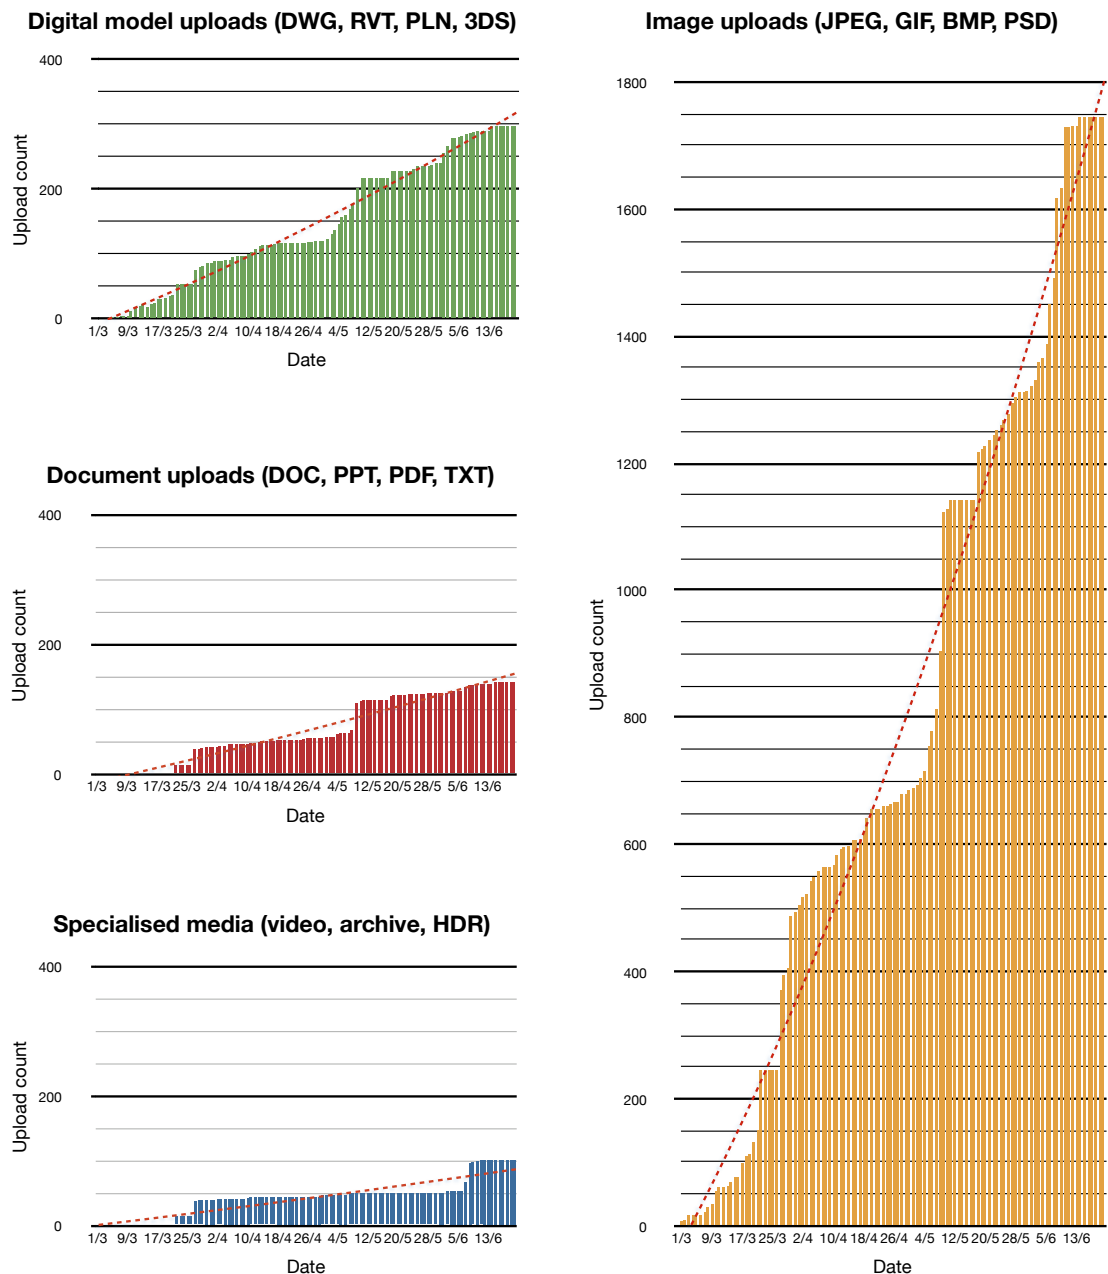 Digital model uploads (DWG, RVT, PLN, 3DS)
400
200
0
Upload count
1/3 9/3 17/3 25/3 2/4 10/4 18/4 26/4 4/5 12/5 20/5 28/5 5/6 13/6
Date
Document uploads (DOC, PPT, PDF, TXT)
400
200
0
Upload count
1/3 9/3 17/3 25/3 2/4 10/4 18/4 26/4 4/5 12/5 20/5 28/5 5/6 13/6
Date
Specialised media (video, archive, HDR)
400
200
0
Upload count
1/3 9/3 17/3 25/3 2/4 10/4 18/4 26/4 4/5 12/5 20/5 28/5 5/6 13/6
Date
Image uploads (JPEG, GIF, BMP, PSD)
1800
1600
1400
1200
1000
800
600
400
200
0
Upload count
1/3 9/3 17/3 25/3 2/4 10/4 18/4 26/4 4/5 12/5 20/5 28/5 5/6 13/6
Date